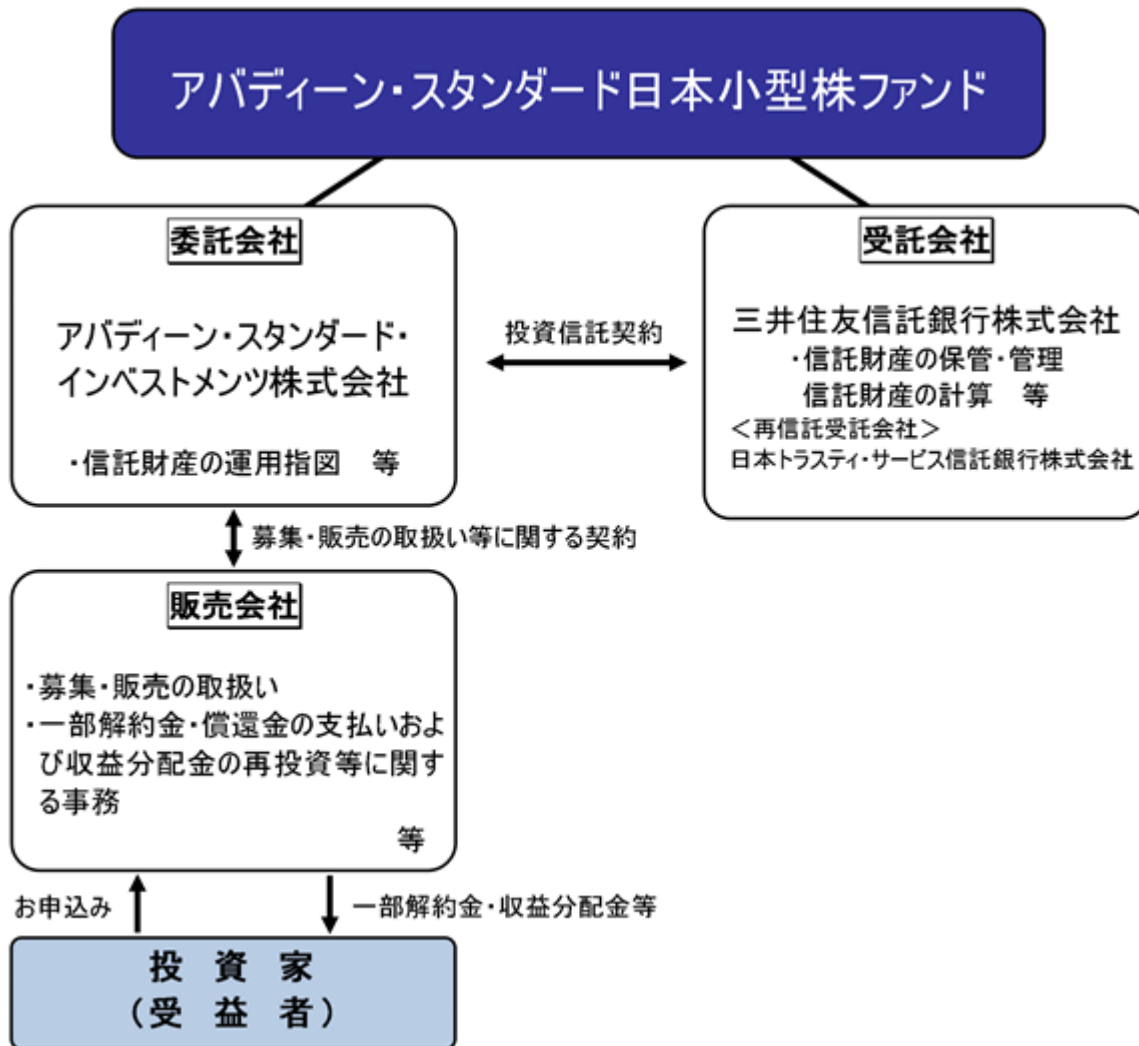 アバディーン・スタンダード日本小型株ファンド
委託会社
アバディーン・スタンダード・
インベストメンツ株式会社
・信託財産の運用指図　等
投資信託契約
受託会社
三井住友信託銀行株式会社
・信託財産の保管・管理
信託財産の計算　等
＜再信託受託会社＞
日本トラスティ・サービス信託銀行株式会社
募集・販売の取扱い等に関する契約
販売会社
・募集・販売の取扱い
・一部解約金・償還金の支払いおよ
び収益分配金の再投資等に関す
る事務
等
お申込み
一部解約金・収益分配金等
投　資　家
（受　益　者）